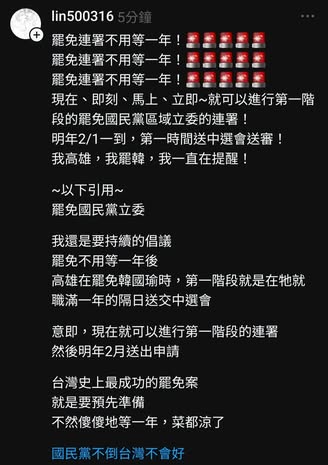 lin500316 5分鐘
罷免連署不用等一年！🚨🚨🚨🚨🚨
罷免連署不用等一年！🚨🚨🚨🚨🚨
罷免連署不用等一年！🚨🚨🚨🚨🚨
現在、即刻、馬上、立即~就可以進行第一階
段的罷免國民黨區域立委的連署！
明年2/1一到，第一時間送中選會送審！
我高雄，我罷韓，我一直在提醒！
~以下引用~
罷免國民黨立委
我還是要持續的倡議
罷免不用等一年後
高雄在罷免韓國瑜時，第一階段就是在牠就
職滿一年的隔日送交中選會
意即，現在就可以進行第一階段的連署
然後明年2月送出申請
台灣史上最成功的罷免案
就是要預先準備
不然傻傻地等一年，菜都涼了
國民黨不倒台灣不會好